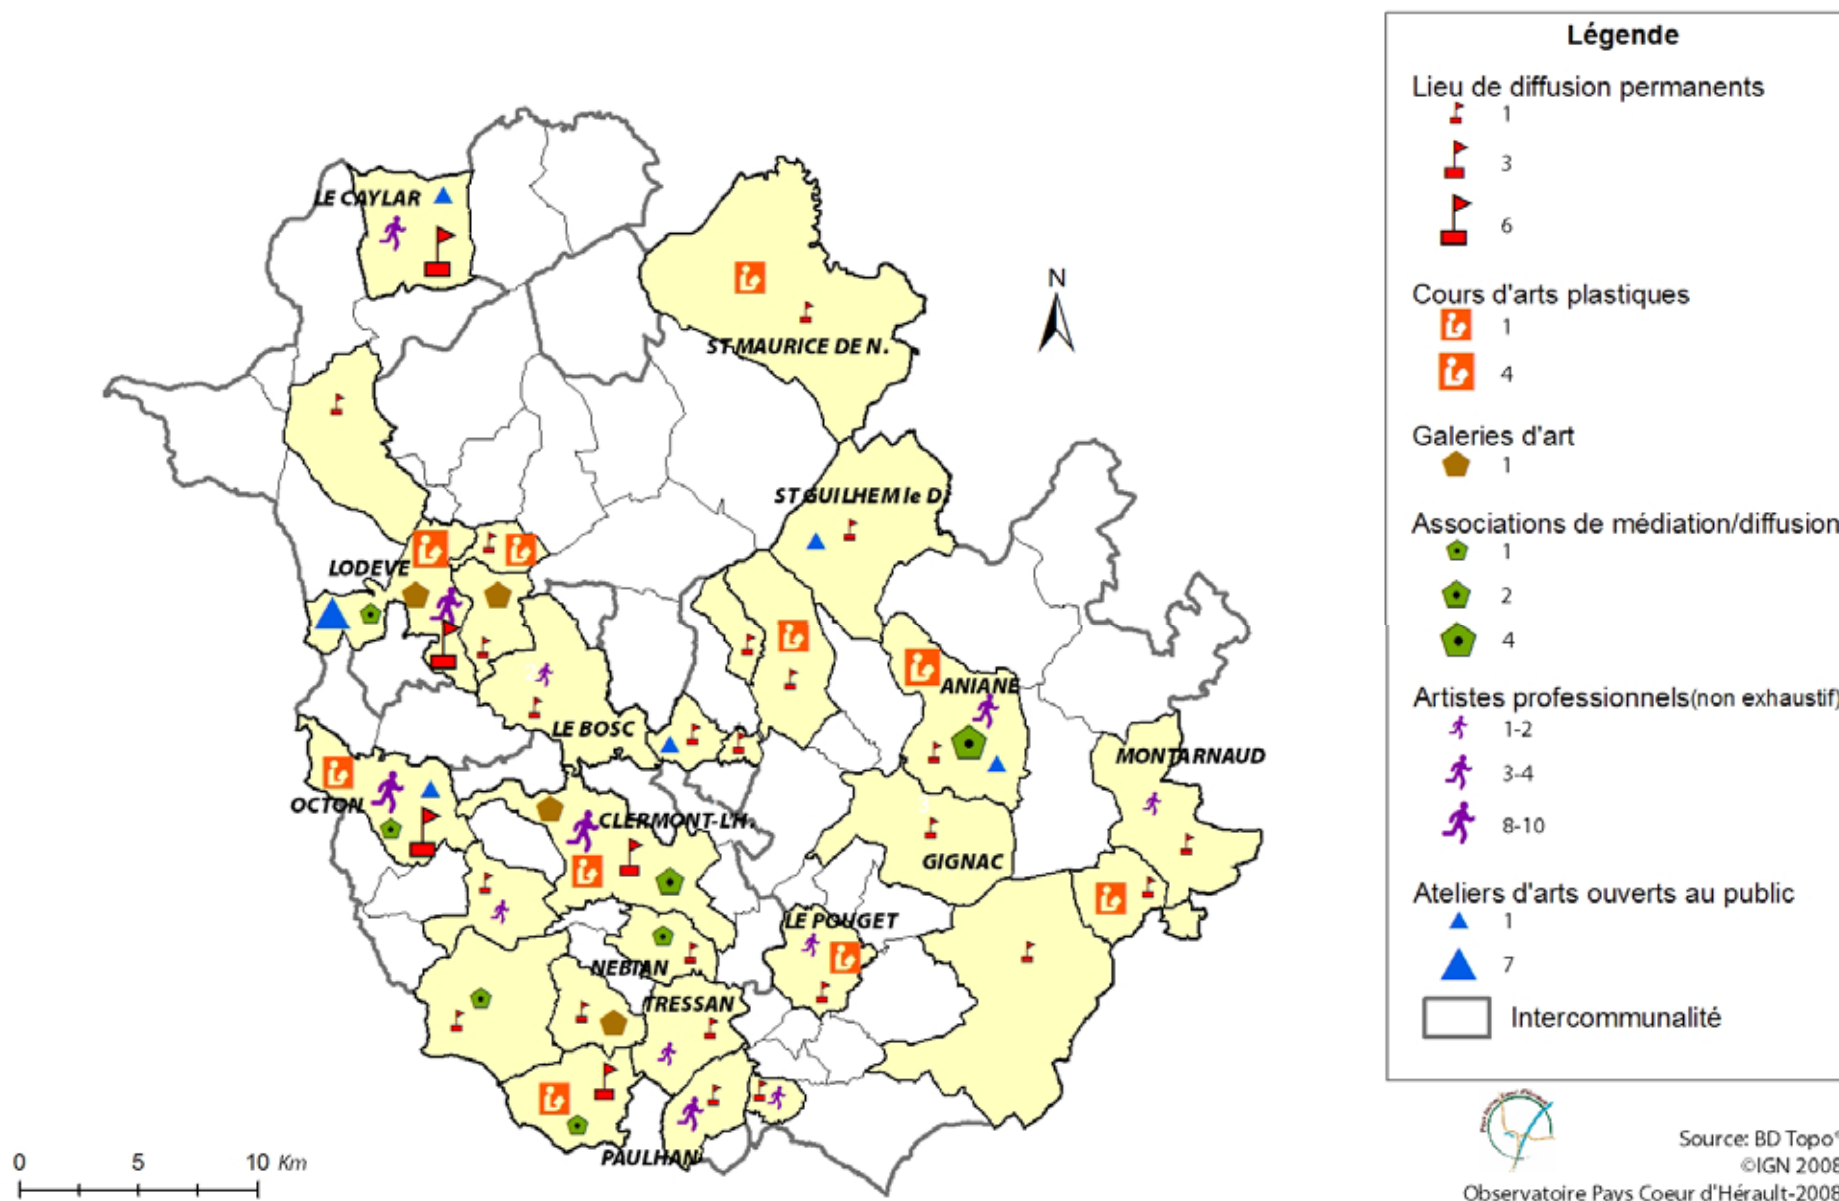 LE CAYLAR
ST MAURICE DE N.
N
ST GUILHEM le D.
LODEVE
ANIANE
LE BOSC
MONTARNAUD
OCTON
CLERMONT-L'H.
GIGNAC
LE POUGET
NEBIAN
TRESSAN
PAULHAN
0 5 10 Km
Légende
Lieu de diffusion permanents
1
3
6
Cours d'arts plastiques
1
4
Galeries d'art
1
Associations de médiation/diffusion
1
2
4
Artistes professionnels(non exhaustif)
1-2
3-4
8-10
Ateliers d'arts ouverts au public
1
7
Intercommunalité
Source: BD Topo
©IGN 2008
Observatoire Pays Coeur d'Hérault-2008